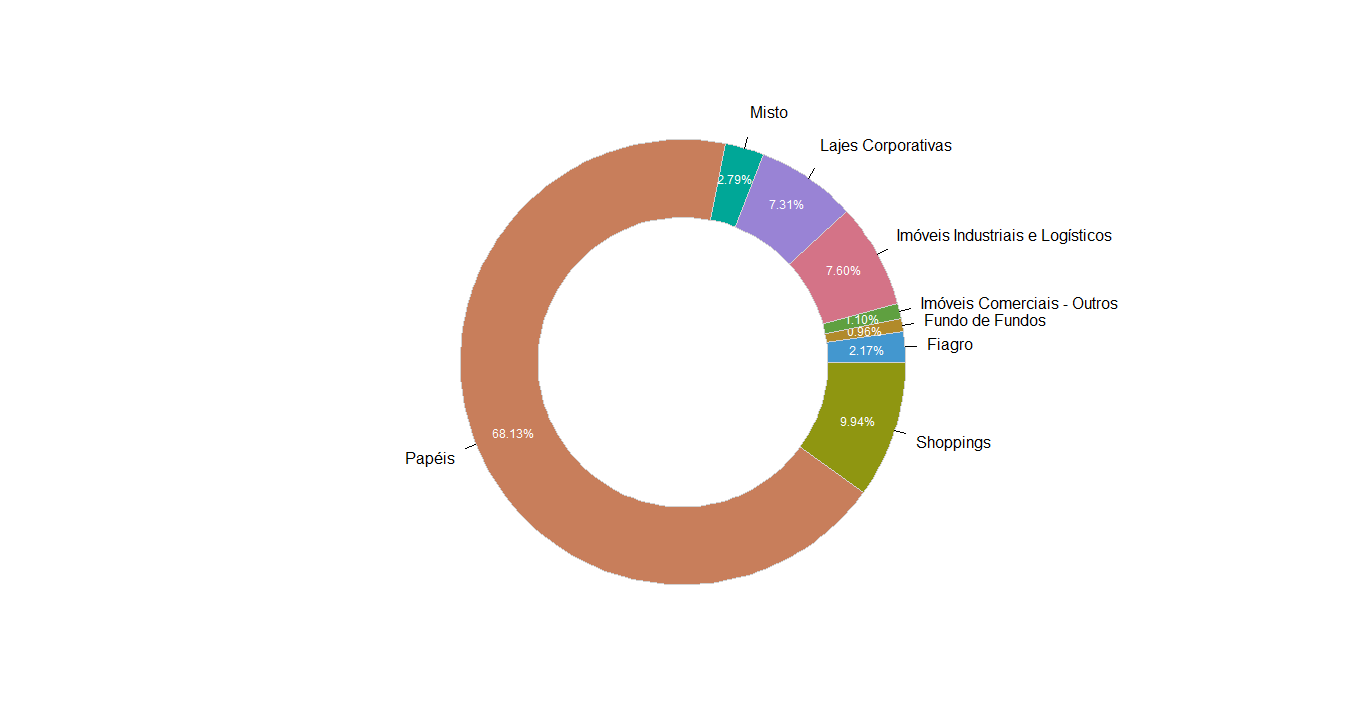 Misto
2.79%
Lajes Corporativas
7.31%
Imóveis Industriais e Logísticos
7.60%
Imóveis Comerciais - Outros
1.10%
Fundo de Fundos
0.96%
Fiagro
2.17%
9.94%
Shoppings
68.13%
Papéis